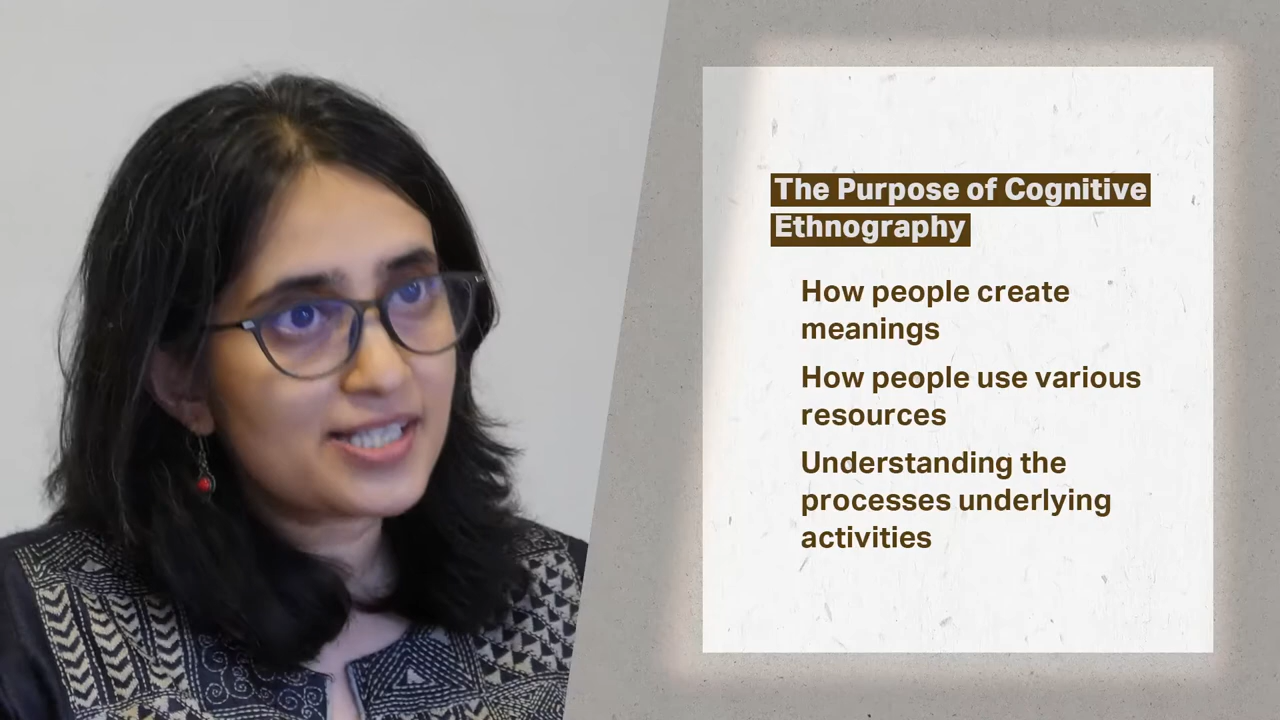 The Purpose of Cognitive
Ethnography
How people create
meanings
How people use various
resources
Understanding the
processes underlying
activities